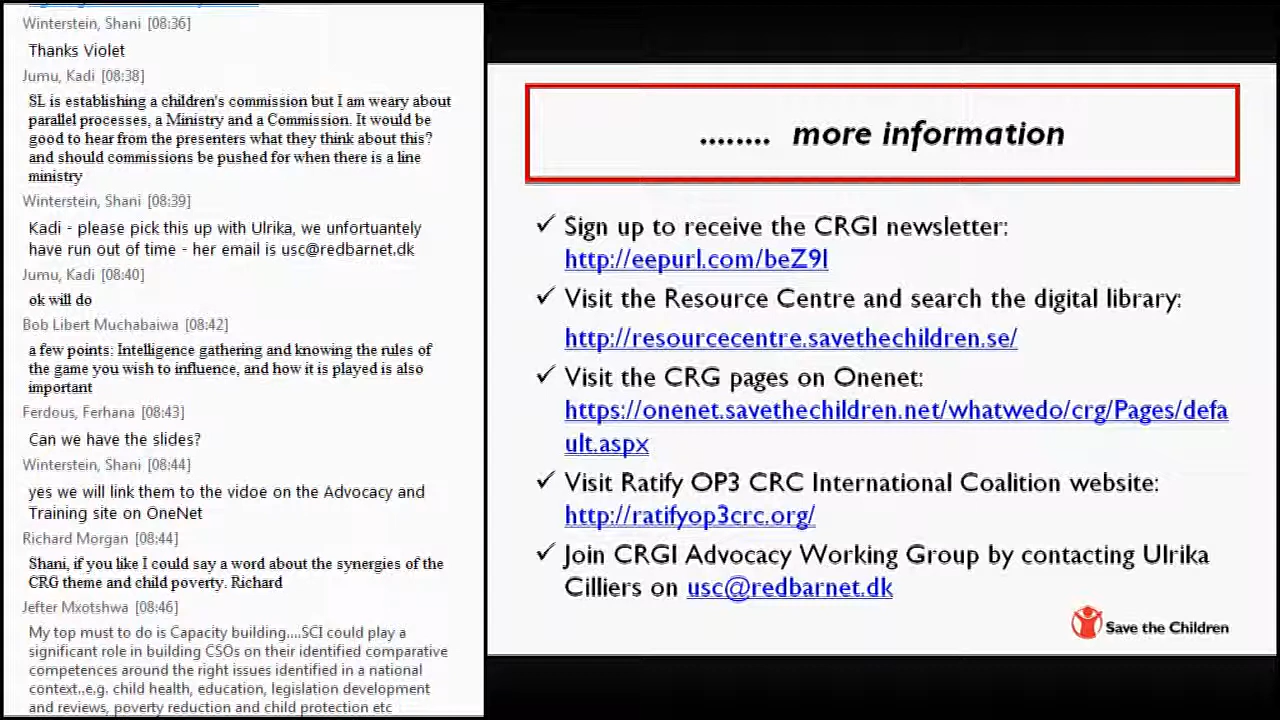 Winterstein, Shani [08:36]
Thanks Violet
Jumu, Kadi [08:38]
SL is establishing a children's commission but I am weary about
parallel processes, a Ministry and a Commission. It would be
good to hear from the presenters what they think about this?
and should commissions be pushed for when there is a line
ministry
Winterstein, Shani [08:39]
Kadi - please pick this up with Ulrika, we unfortuantely
have run out of time - her email is usc@redbarnet.dk
Jumu, Kadi [08:40]
ok will do
Bob Libert Muchabaiwa [08:42]
a few points: Intelligence gathering and knowing the rules of
the game you wish to influence, and how it is played is also
important
Ferdous, Ferhana [08:43]
Can we have the slides?
Winterstein, Shani [08:44]
yes we will link them to the vidoe on the Advocacy and
Training site on OneNet
Richard Morgan [08:44]
Shani, if you like I could say a word about the synergies of the
CRG theme and child poverty. Richard
Jefter Mxotshwa [08:46]
My top must to do is Capacity building....SCI could play a
significant role in building CSOs on their identified comparative
competences around the right issues identified in a national
context..e.g. child health, education, legislation development
and reviews, poverty reduction and child protection etc
........ more information
✓ Sign up to receive the CRGI newsletter:
http://eepurl.com/beZ9l
✓ Visit the Resource Centre and search the digital library:
http://resourcecentre.savethechildren.se/
✓ Visit the CRG pages on Onenet:
https://onenet.savethechildren.net/whatwedo/crg/Pages/defa
ult.aspx
✓ Visit Ratify OP3 CRC International Coalition website:
http://ratifyop3crc.org/
✓ Join CRGI Advocacy Working Group by contacting Ulrika
Cilliers on usc@redbarnet.dk
Save the Children